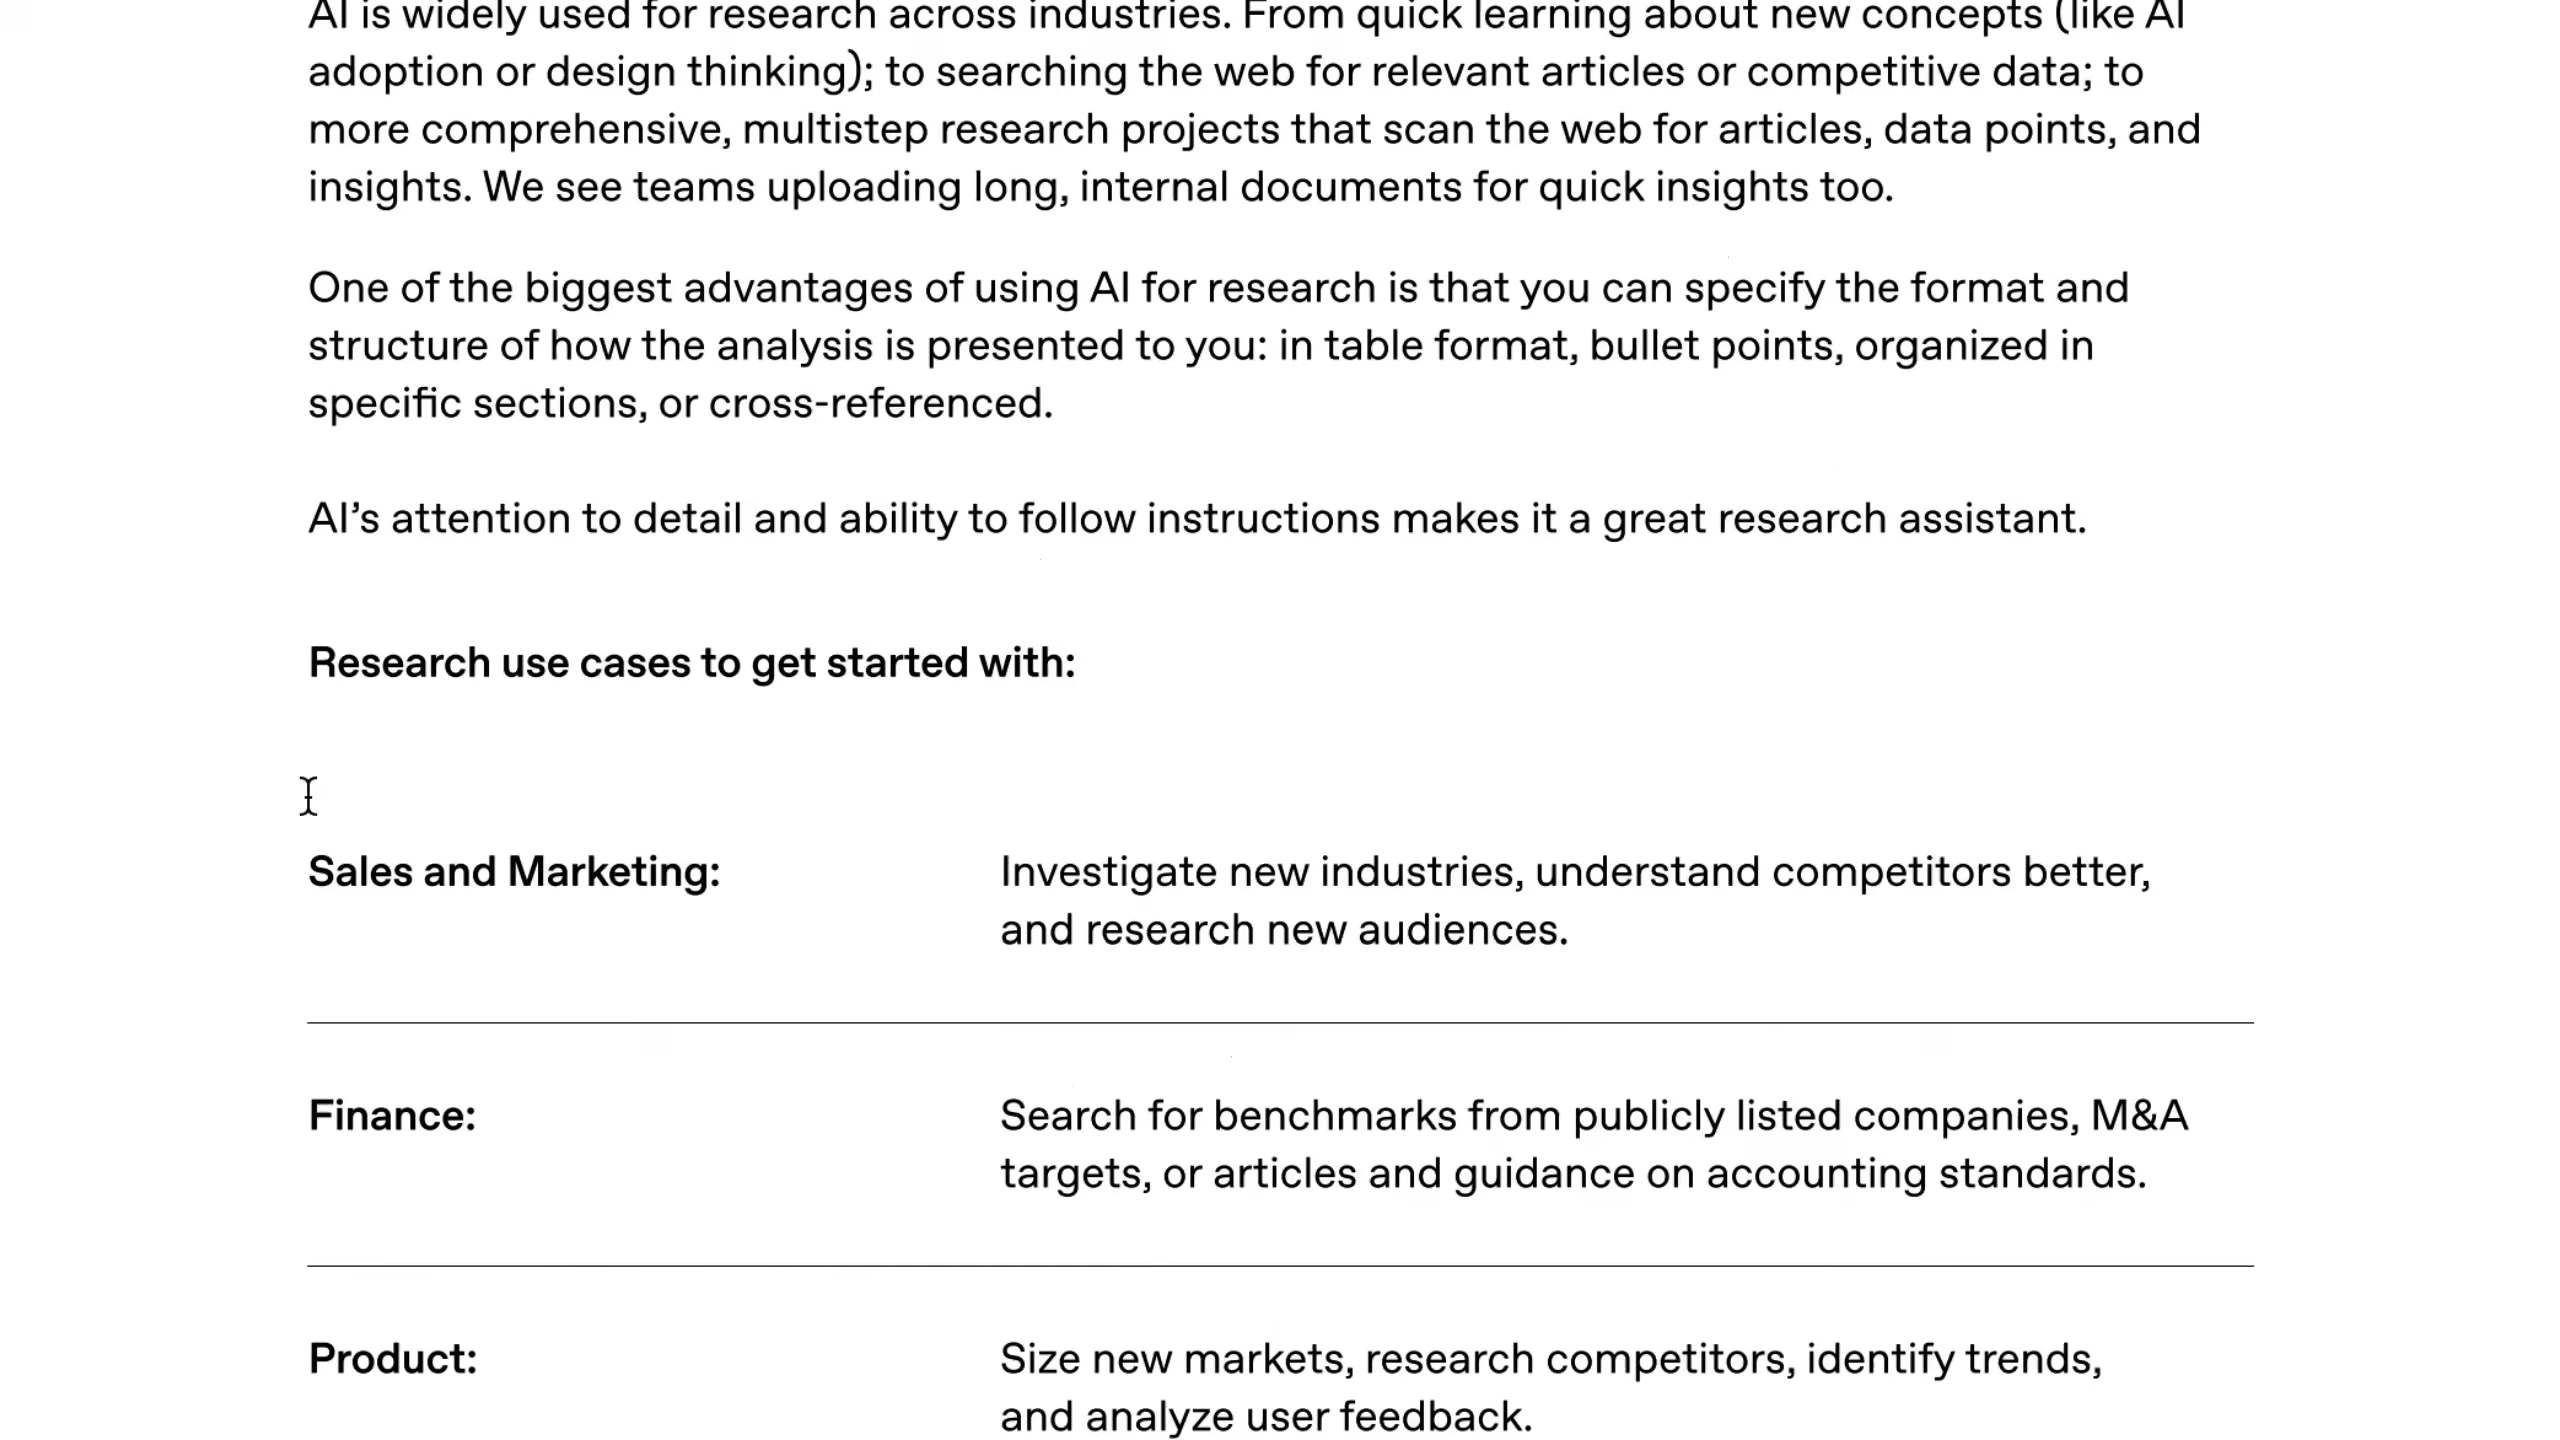 AI is widely used for research across industries. From quick learning about new concepts (like AI
adoption or design thinking); to searching the web for relevant articles or competitive data; to
more comprehensive, multistep research projects that scan the web for articles, data points, and
insights. We see teams uploading long, internal documents for quick insights too.
One of the biggest advantages of using AI for research is that you can specify the format and
structure of how the analysis is presented to you: in table format, bullet points, organized in
specific sections, or cross-referenced.
AI’s attention to detail and ability to follow instructions makes it a great research assistant.
Research use cases to get started with:
Sales and Marketing:
Investigate new industries, understand competitors better,
and research new audiences.
Finance:
Search for benchmarks from publicly listed companies, M&A
targets, or articles and guidance on accounting standards.
Product:
Size new markets, research competitors, identify trends,
and analyze user feedback.